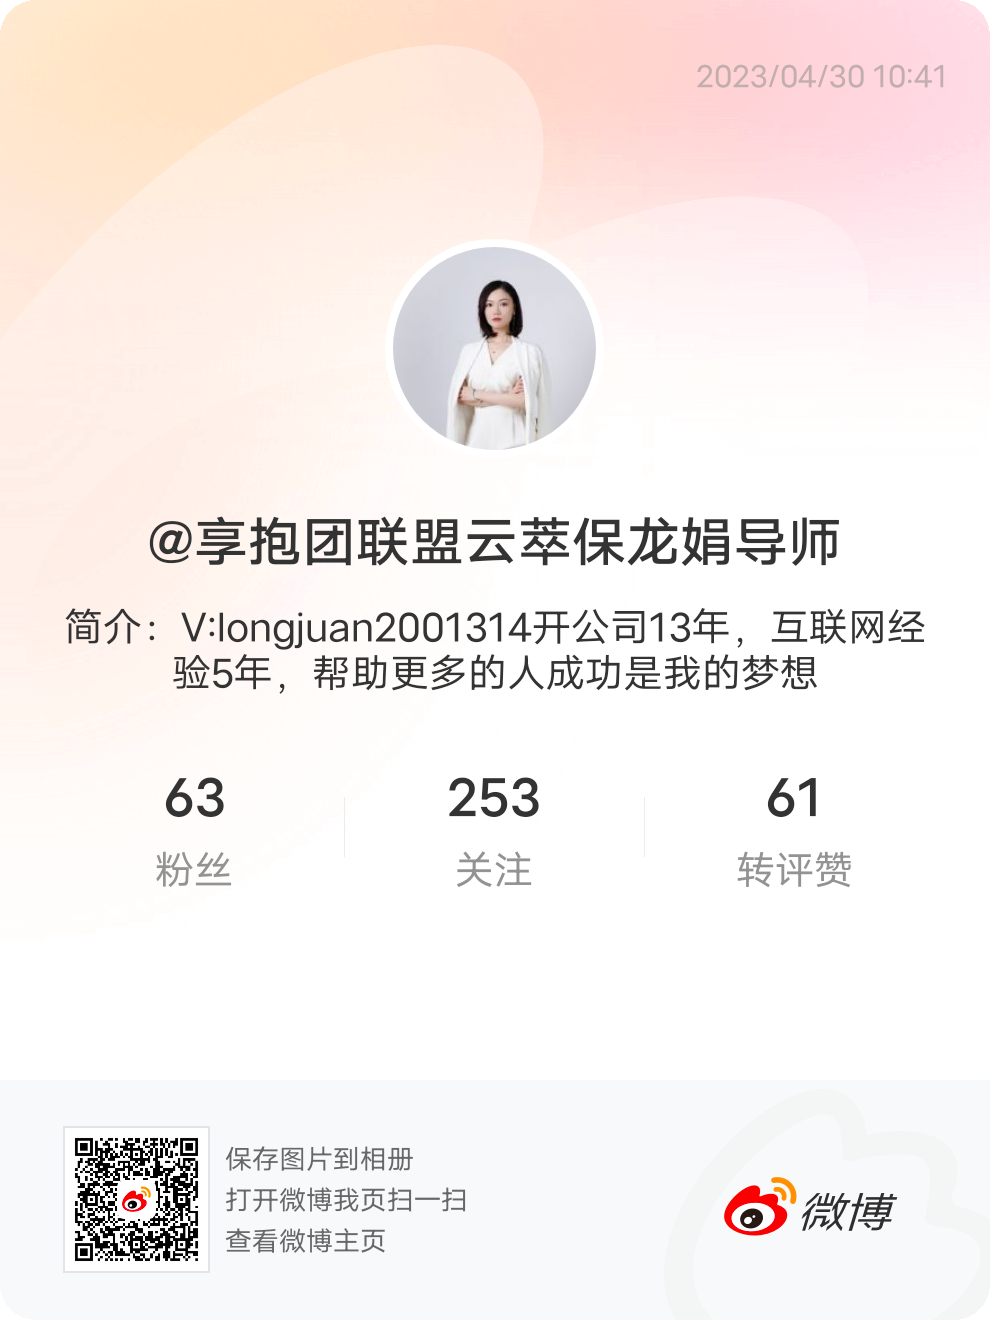 2023/04/30 10:41
@享抱团联盟云萃保龙娟导师
简介：V:longjuan2001314开公司13年，互联网经
验5年，帮助更多的人成功是我的梦想
63
253
61
粉丝
关注
转评赞
保存图片到相册
打开微博我页扫一扫
查看微博主页
微博